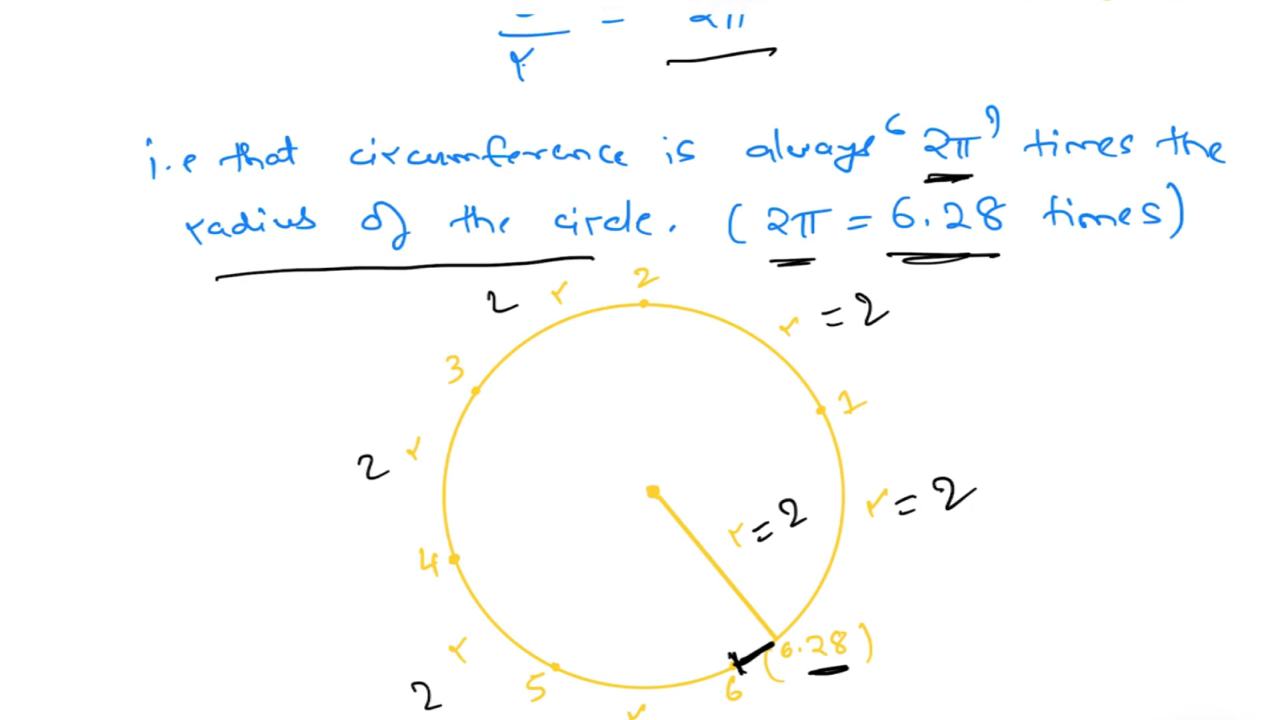 r = 2π
i.e that circumference is always ‘2π’ times the
radius of the circle. (2π = 6.28 times)
2 r 2 r = 2
3 1
2 r r = 2 r = 2
4
r (6.28)
2 5 r 6